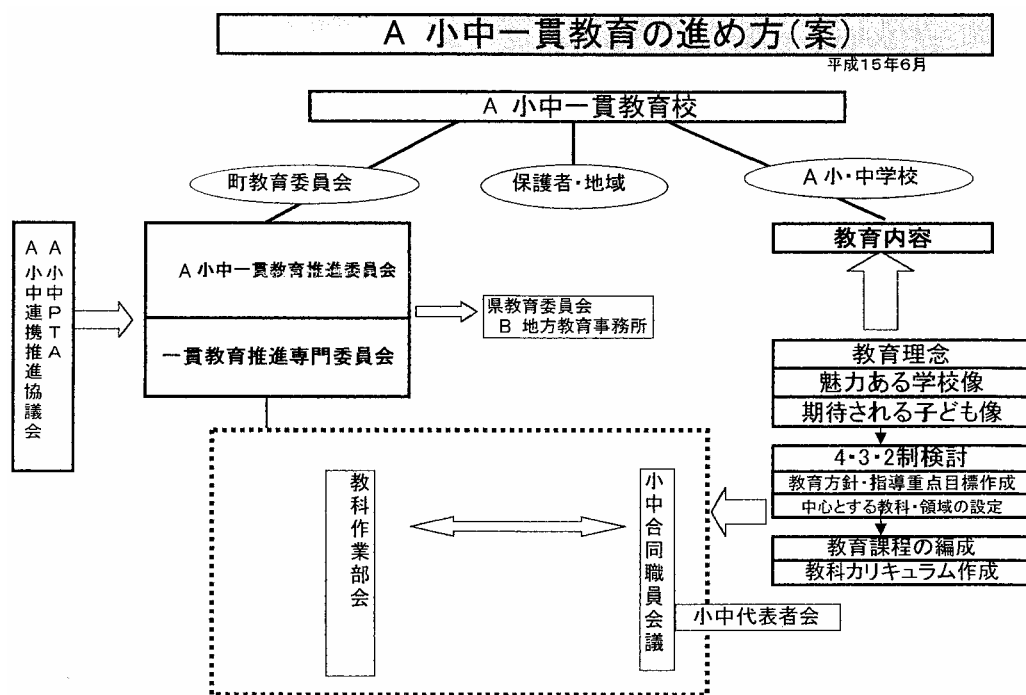 A 小中一貫教育の進め方(案)
平成15年6月
A 小中一貫教育校
町教育委員会
保護者・地域
A小・中学校
A小中PTA
A小中連携推進協議会
A小中一貫教育推進委員会
一貫教育推進専門委員会
県教育委員会
B 地方教育事務所
教育内容
教育理念
魅力ある学校像
期待される子ども像
4・3・2制検討
教育方針・指導重点目標作成
中心とする教科・領域の設定
教育課程の編成
教科カリキュラム作成
教科作業部会
小中合同職員会議
小中代表者会